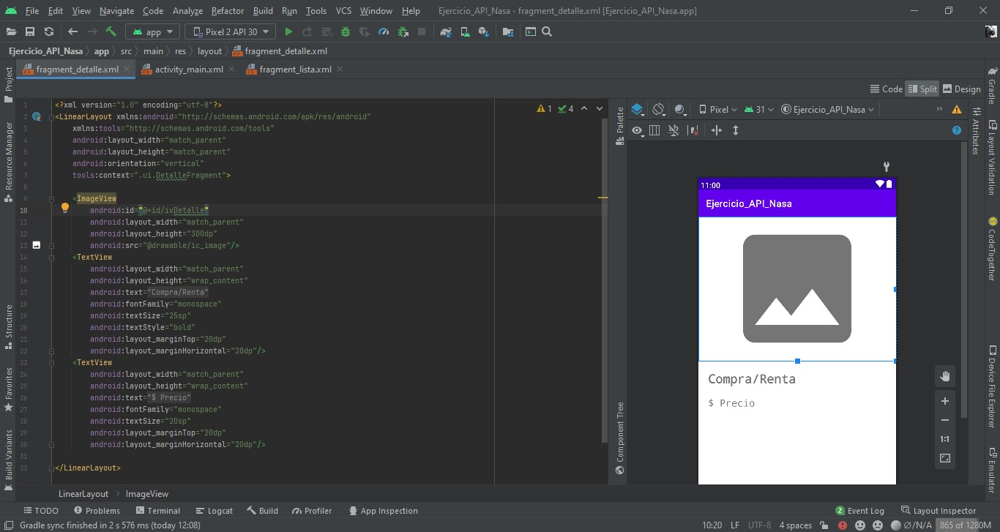 File Edit View Navigate Code Analyze Refactor Build Run Tools VCS Window Help Ejercicio_API_Nasa - fragment_detalle.xml [Ejercicio_API_Nasa.app]
app Pixel 2 API 30
Ejercicio_API_Nasa app src main res layout fragment_detalle.xml
fragment_detalle.xml activity_main.xml fragment_lista.xml
Code Split Design
Project
Resource Manager
Structure
Favorites
Build Variants
1 <?xml version="1.0" encoding="utf-8"?>
2 <LinearLayout xmlns:android="http://schemas.android.com/apk/res/android"
3 xmlns:tools="http://schemas.android.com/tools"
4 android:layout_width="match_parent"
5 android:layout_height="match_parent"
6 android:orientation="vertical"
7 tools:context=".ui.DetalleFragment">
8
9 <ImageView
10 android:id="@+id/ivDetalle"
11 android:layout_width="match_parent"
12 android:layout_height="300dp"
13 android:src="@drawable/ic_image"/>
14 <TextView
15 android:layout_width="match_parent"
16 android:layout_height="wrap_content"
17 android:text="Compra/Renta"
18 android:fontFamily="monospace"
19 android:textSize="25sp"
20 android:textStyle="bold"
21 android:layout_marginTop="20dp"
22 android:layout_marginHorizontal="20dp"/>
23 <TextView
24 android:layout_width="match_parent"
25 android:layout_height="wrap_content"
26 android:text="$ Precio"
27 android:fontFamily="monospace"
28 android:textSize="20sp"
29 android:layout_marginTop="20dp"
30 android:layout_marginHorizontal="20dp"/>
31
32 </LinearLayout>
1 4
Palette
Component Tree
Pixel 31 Ejercicio_API_Nasa
11:00
Ejercicio_API_Nasa
Compra/Renta
$ Precio
1:1
Attributes
Gradle
Layout Validation
CodeTogether
Device File Explorer
Emulator
LinearLayout ImageView
TODO Problems Terminal Logcat Build Profiler App Inspection 2 Event Log Layout Inspector
Gradle sync finished in 2 s 576 ms (today 12:08) 10:20 LF UTF-8 4 spaces Ø/N/A 865 of 1280M